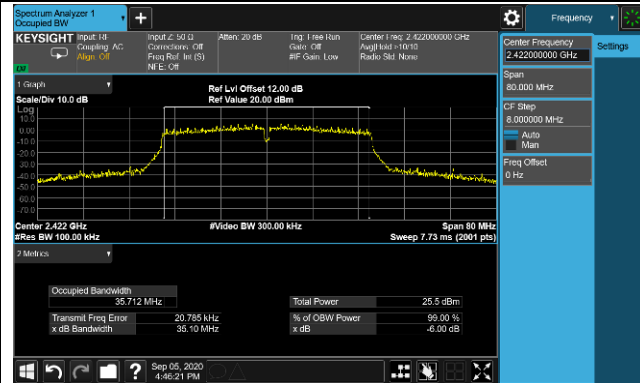 Spectrum Analyzer 1
Occupied BW
Frequency
KEYSIGHT
Input: RF
Coupling: AC
Align: Off
Input Z: 50 Ω
Corrections: Off
Freq Ref: Int (S)
NFE: Off
Atten: 20 dB
Trig: Free Run
Gate: Off
#IF Gain: Low
Center Freq: 2.422000000 GHz
Avg|Hold >10/10
Radio Std: None
1 Graph
Scale/Div 10.0 dB
Ref Lvl Offset 12.00 dB
Ref Value 20.00 dBm
Log
10.0
0.00
-10.0
-20.0
-30.0
-40.0
-50.0
-60.0
-70.0
Center 2.422 GHz
#Res BW 100.00 kHz
#Video BW 300.00 kHz
Span 80 MHz
Sweep 7.73 ms (2001 pts)
2 Metrics
Occupied Bandwidth
35.712 MHz
Transmit Freq Error 20.785 kHz
x dB Bandwidth 35.10 MHz
Total Power 25.5 dBm
% of OBW Power 99.00 %
x dB -6.00 dB
Center Frequency
2.422000000 GHz
Settings
Span
80.000 MHz
CF Step
8.000000 MHz
Auto
Man
Freq Offset
0 Hz
Sep 05, 2020
4:46:21 PM